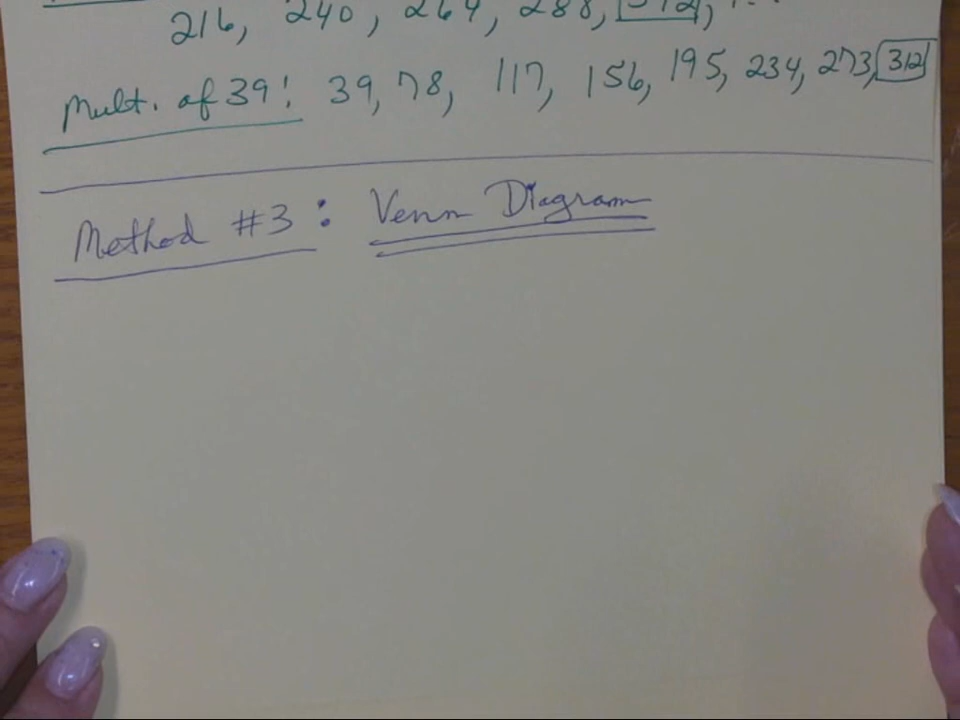 216, 240, 264, 288, 312,
Mult. of 39! 39, 78, 117, 156, 195, 234, 273, 312
Method #3: Venn Diagram